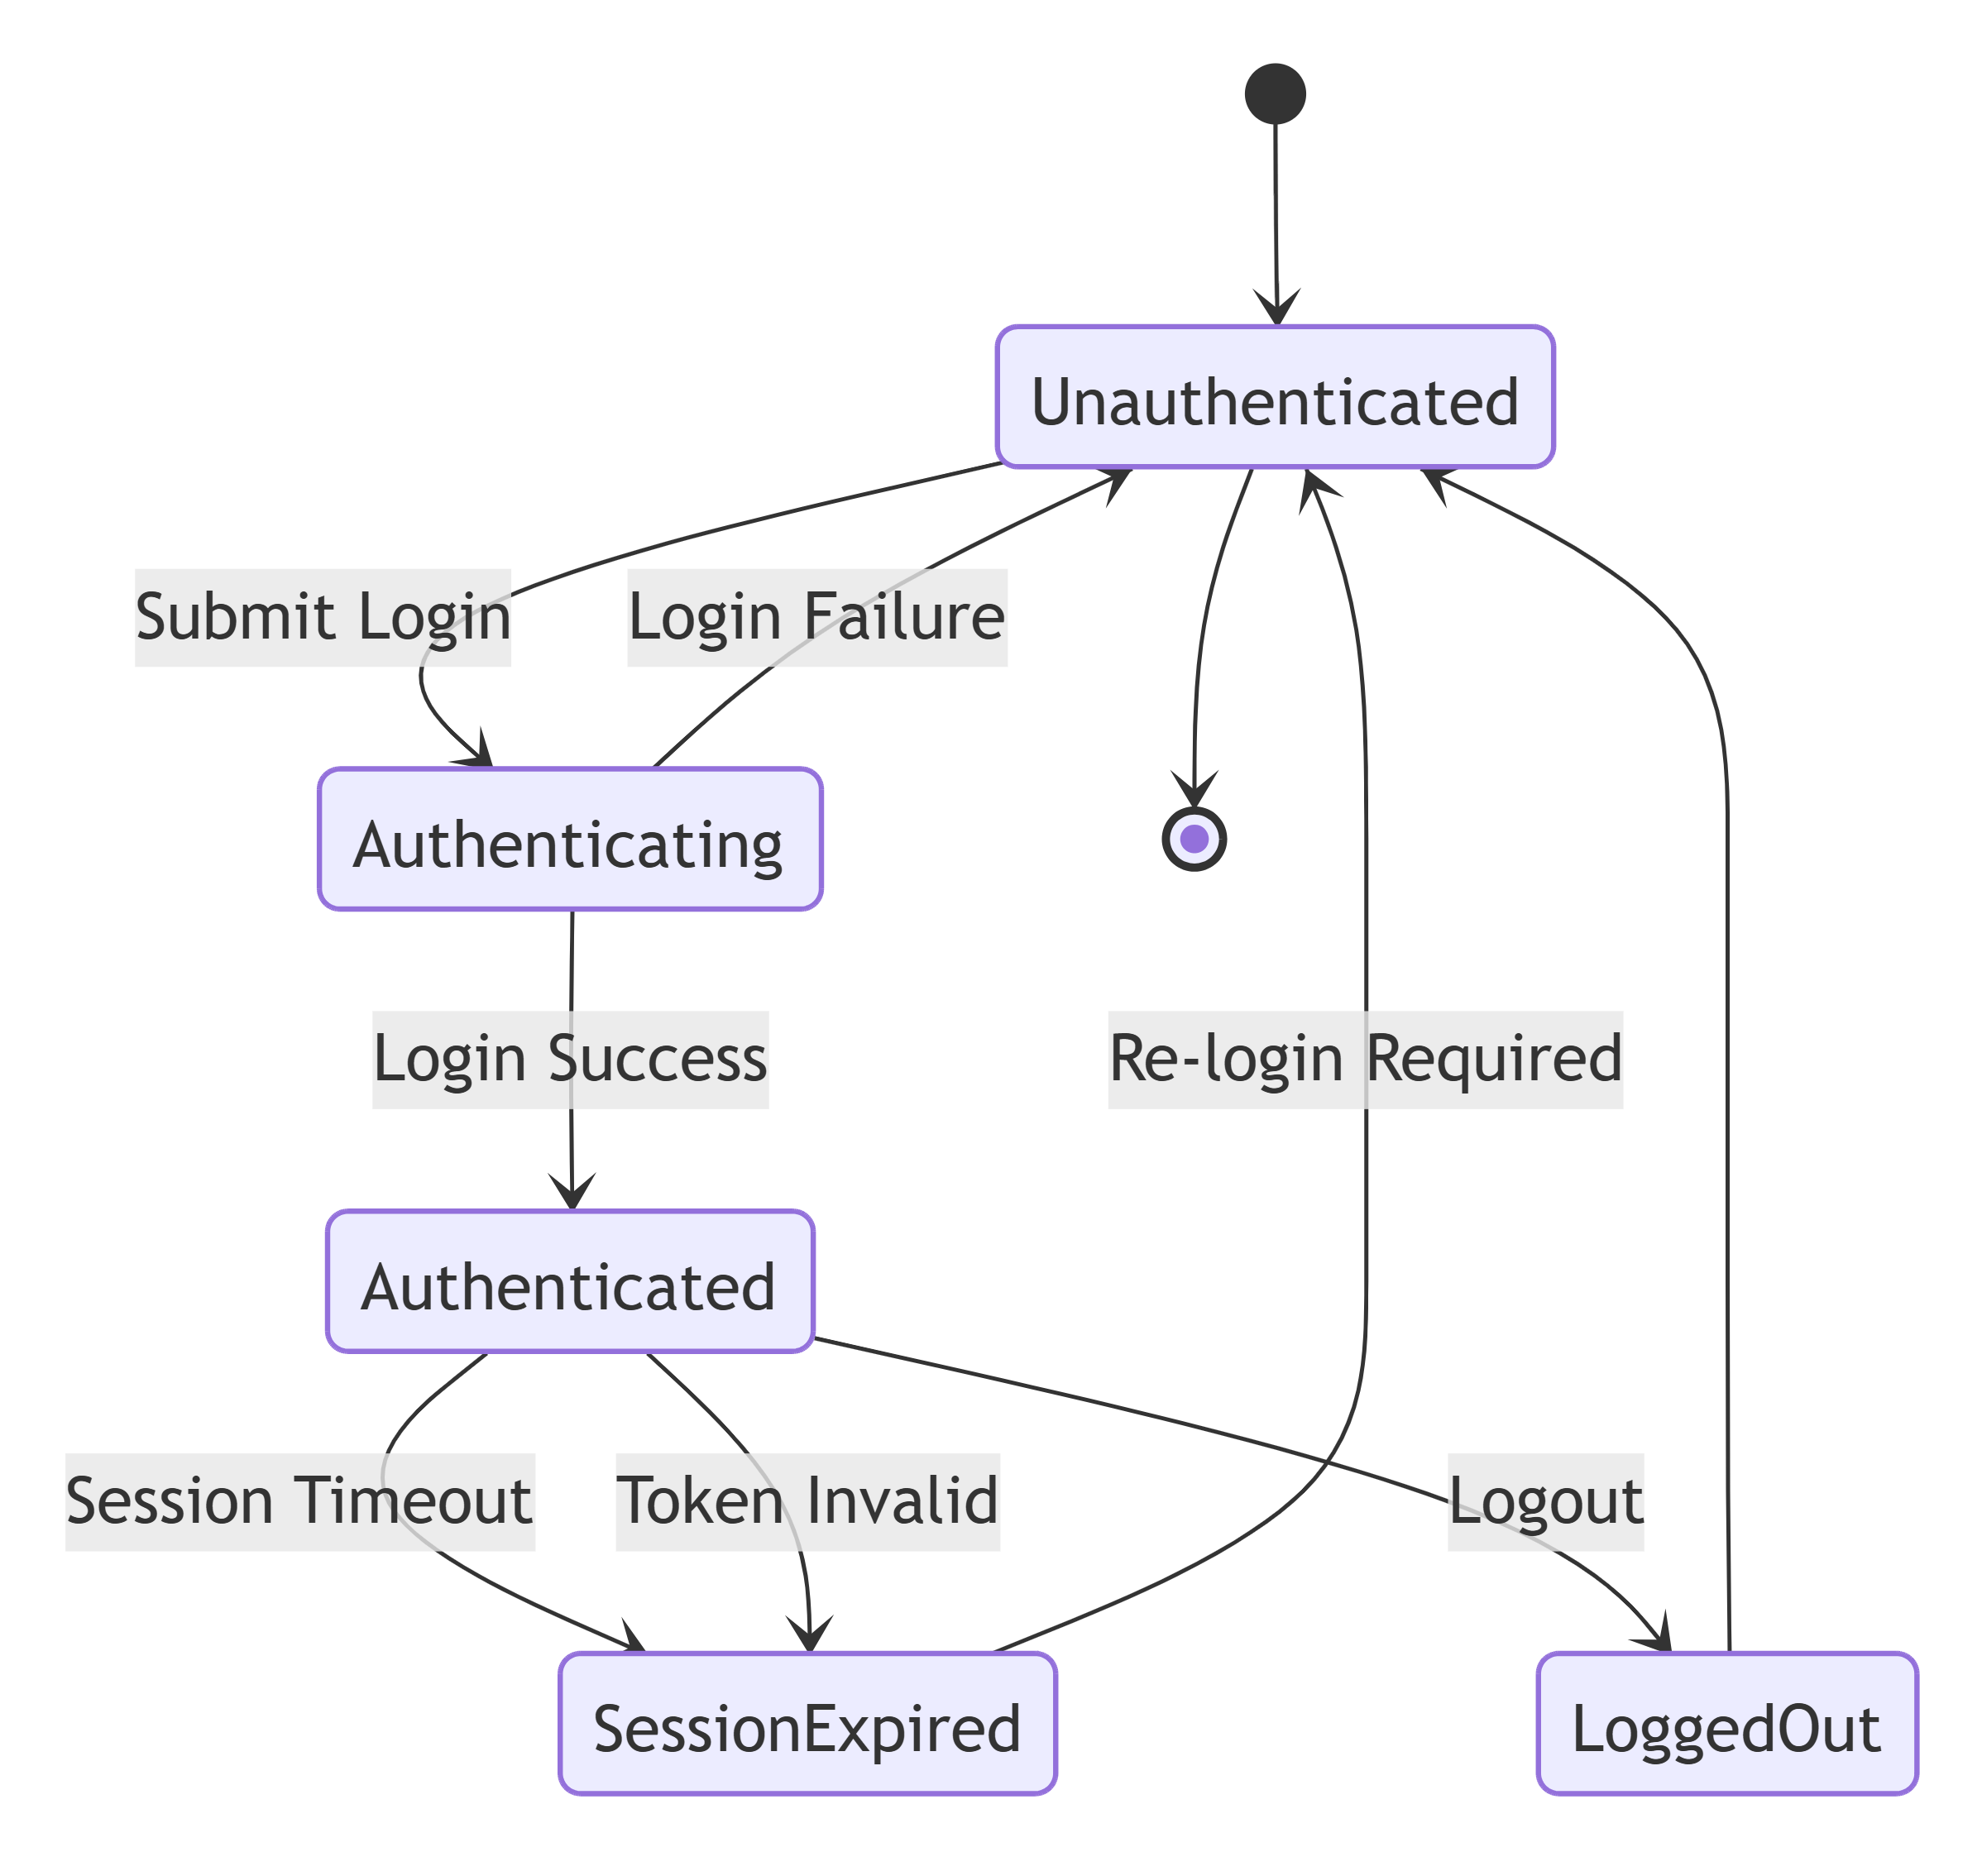 Unauthenticated
Submit Login
Login Failure
Authenticating
Login Success
Re-login Required
Authenticated
Session Timeout
Token Invalid
Logout
SessionExpired
LoggedOut